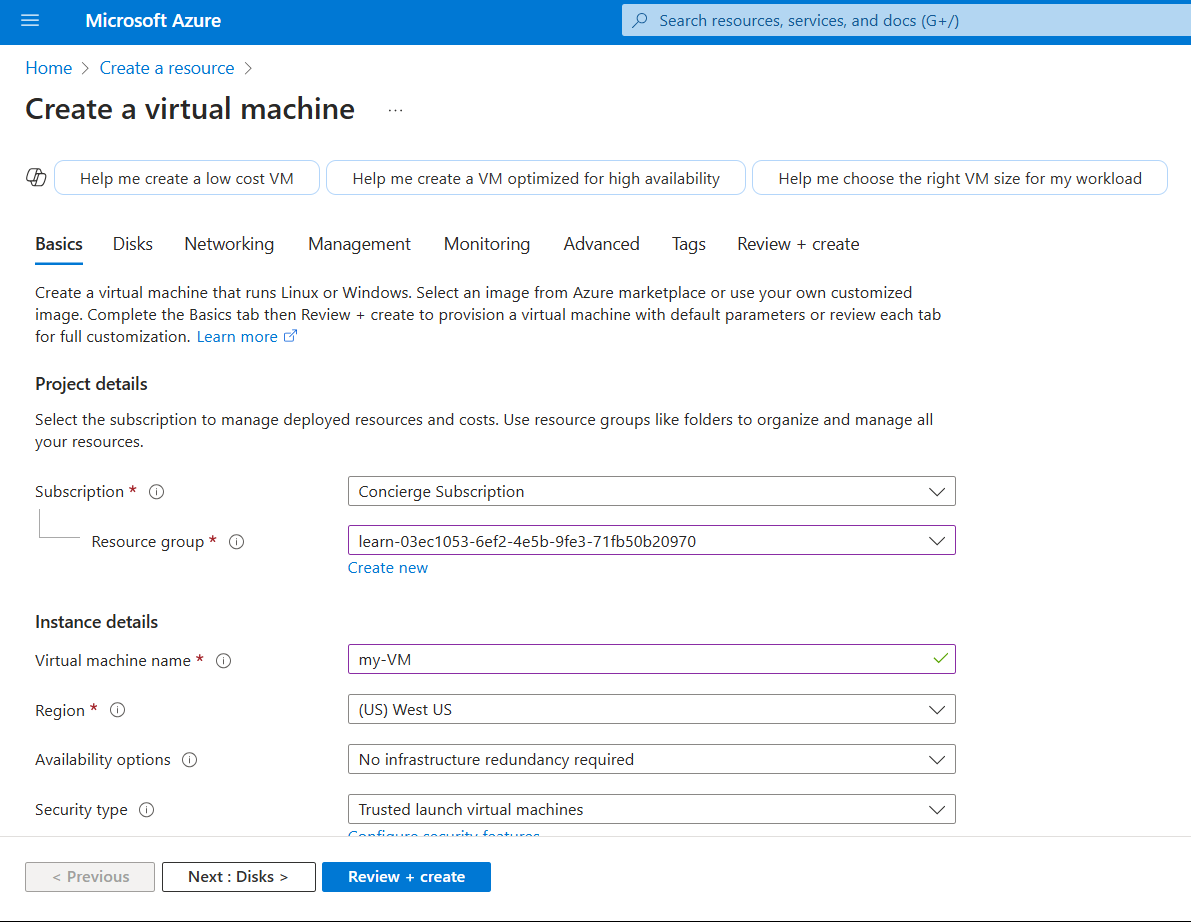 Microsoft Azure
Search resources, services, and docs (G+/)
Home > Create a resource >
Create a virtual machine ...
Help me create a low cost VM
Help me create a VM optimized for high availability
Help me choose the right VM size for my workload
Basics Disks Networking Management Monitoring Advanced Tags Review + create
Create a virtual machine that runs Linux or Windows. Select an image from Azure marketplace or use your own customized
image. Complete the Basics tab then Review + create to provision a virtual machine with default parameters or review each tab
for full customization. Learn more
Project details
Select the subscription to manage deployed resources and costs. Use resource groups like folders to organize and manage all
your resources.
Subscription *
Concierge Subscription
Resource group *
learn-03ec1053-6ef2-4e5b-9fe3-71fb50b20970
Create new
Instance details
Virtual machine name *
my-VM
Region *
(US) West US
Availability options
No infrastructure redundancy required
Security type
Trusted launch virtual machines
Configure security features
< Previous
Next : Disks >
Review + create